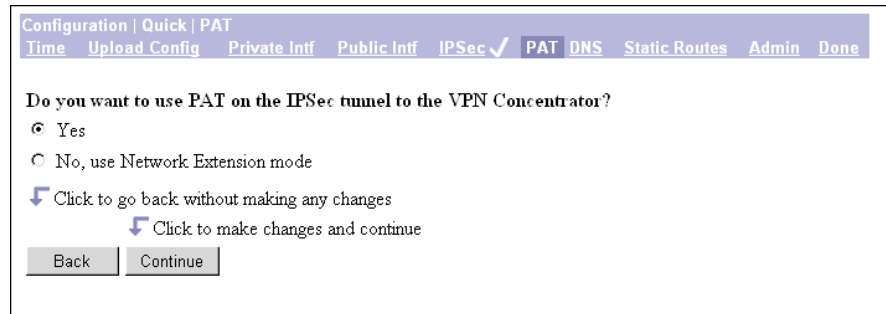 Configuration | Quick | PAT
Time Upload Config Private Intf Public Intf IPSec PAT DNS Static Routes Admin Done
Do you want to use PAT on the IPSec tunnel to the VPN Concentrator?
Yes
No, use Network Extension mode
Click to go back without making any changes
Click to make changes and continue
Back Continue